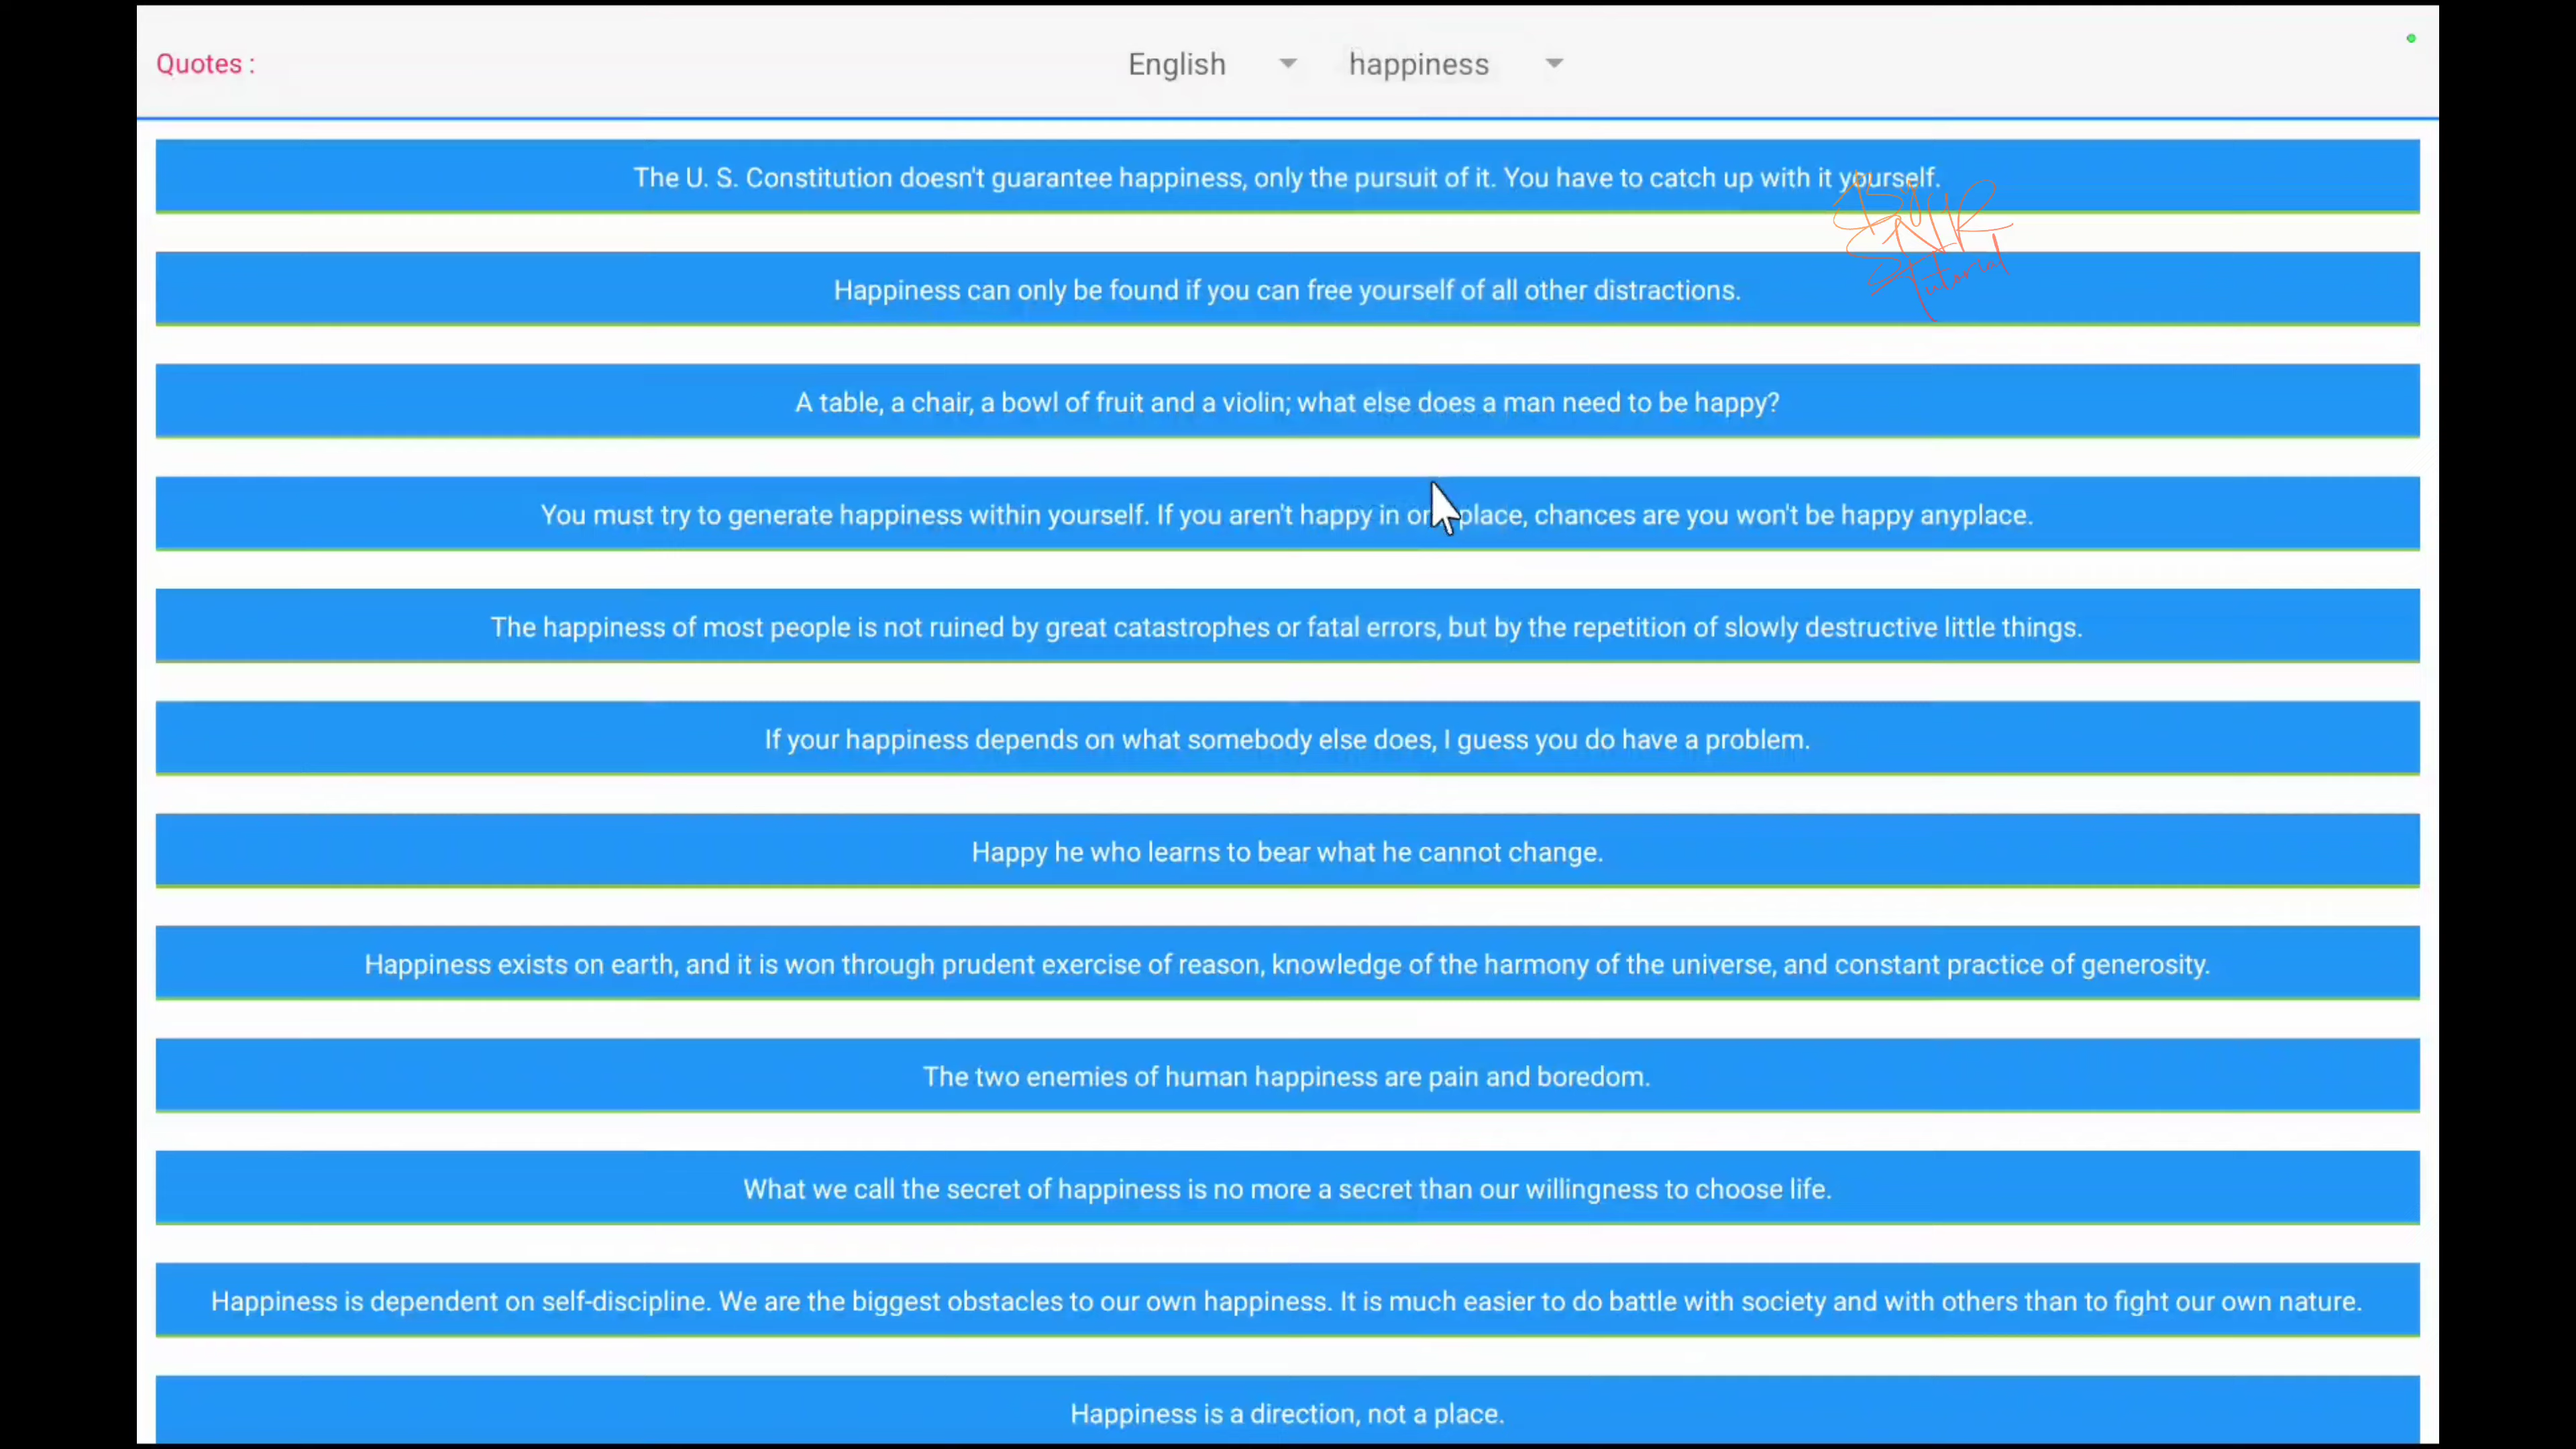 Quotes :
English
happiness
The U. S. Constitution doesn't guarantee happiness, only the pursuit of it. You have to catch up with it yourself.
Happiness can only be found if you can free yourself of all other distractions.
A table, a chair, a bowl of fruit and a violin; what else does a man need to be happy?
You must try to generate happiness within yourself. If you aren't happy in place, chances are you won't be happy anyplace.
The happiness of most people is not ruined by great catastrophes or fatal errors, but by the repetition of slowly destructive little things.
If your happiness depends on what somebody else does, I guess you do have a problem.
Happy he who learns to bear what he cannot change.
Happiness exists on earth, and it is won through prudent exercise of reason, knowledge of the harmony of the universe, and constant practice of generosity.
The two enemies of human happiness are pain and boredom.
What we call the secret of happiness is no more a secret than our willingness to choose life.
Happiness is dependent on self-discipline. We are the biggest obstacles to our own happiness. It is much easier to do battle with society and with others than to fight our own nature.
Happiness is a direction, not a place.